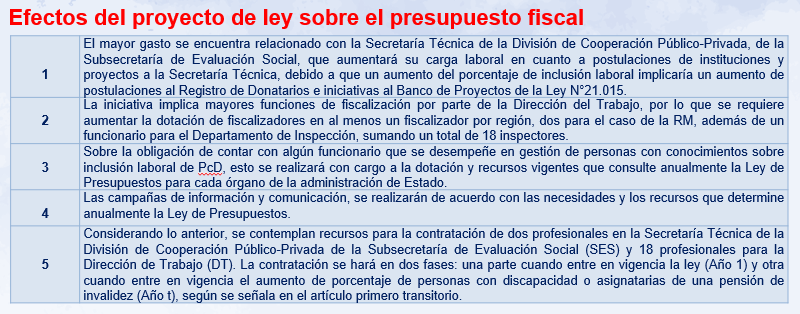 Efectos del proyecto de ley sobre el presupuesto fiscal
El mayor gasto se encuentra relacionado con la Secretaría Técnica de la División de Cooperación Público-Privada, de la
Subsecretaría de Evaluación Social, que aumentará su carga laboral en cuanto a postulaciones de instituciones y
1
proyectos a la Secretaría Técnica, debido a que un aumento del porcentaje de inclusión laboral implicaría un aumento de
postulaciones al Registro de Donatarios e iniciativas al Banco de Proyectos de la Ley N°21.015.
La iniciativa implica mayores funciones de fiscalización por parte de la Dirección del Trabajo, por lo que se requiere
2
aumentar la dotación de fiscalizadores en al menos un fiscalizador por región, dos para el caso de la RM, además de un
funcionario para el Departamento de Inspección, sumando un total de 18 inspectores.
Sobre la obligación de contar con algún funcionario que se desempeñe en gestión de personas con conocimientos sobre
3
inclusión laboral de PcD, esto se realizará con cargo a la dotación y recursos vigentes que consulte anualmente la Ley de
Presupuestos para cada órgano de la administración de Estado.
4
Las campañas de información y comunicación, se realizarán de acuerdo con las necesidades y los recursos que determine
anualmente la Ley de Presupuestos.
Considerando lo anterior, se contemplan recursos para la contratación de dos profesionales en la Secretaría Técnica de la
División de Cooperación Público-Privada de la Subsecretaría de Evaluación Social (SES) y 18 profesionales para la
5
Dirección de Trabajo (DT). La contratación se hará en dos fases: una parte cuando entre en vigencia la ley (Año 1) y otra
cuando entre en vigencia el aumento de porcentaje de personas con discapacidad o asignatarias de una pensión de
invalidez (Año t), según se señala en el artículo primero transitorio.